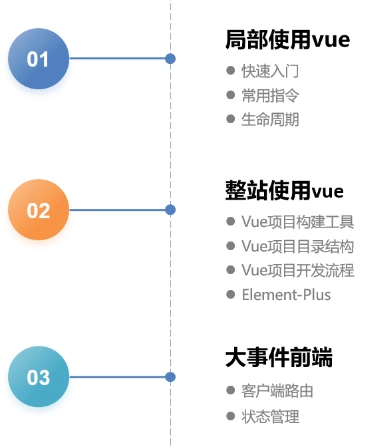 01
局部使用vue
快速入门
常用指令
生命周期
02
整站使用vue
Vue项目构建工具
Vue项目目录结构
Vue项目开发流程
Element-Plus
03
大事件前端
客户端路由
状态管理